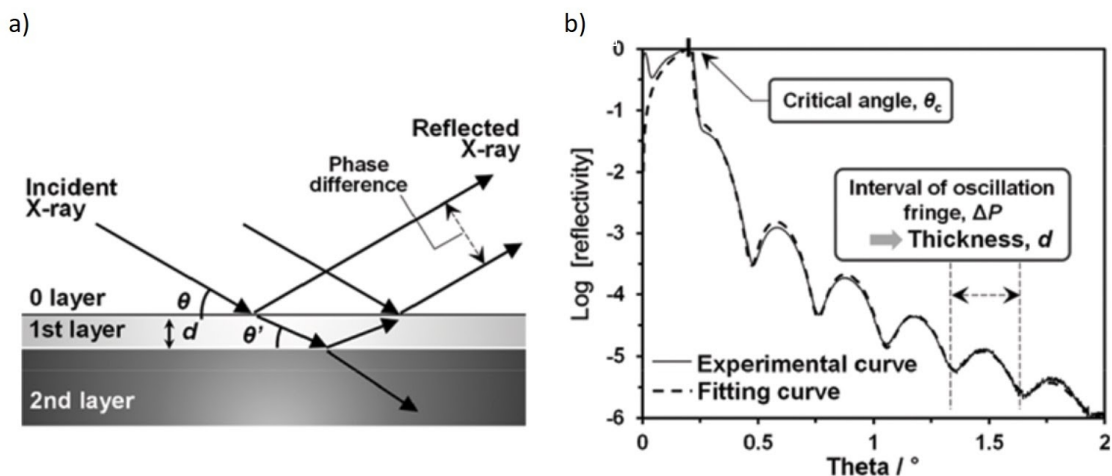 a)
Incident
X-ray
Phase
difference
Reflected
X-ray
0 layer
1st layer
2nd layer
θ
d
θ'
b)
Log [reflectivity]
0
-1
-2
-3
-4
-5
-6
Critical angle, θc
Interval of oscillation
fringe, ΔP
Thickness, d
Experimental curve
Fitting curve
0
0.5
1
1.5
2
Theta / °